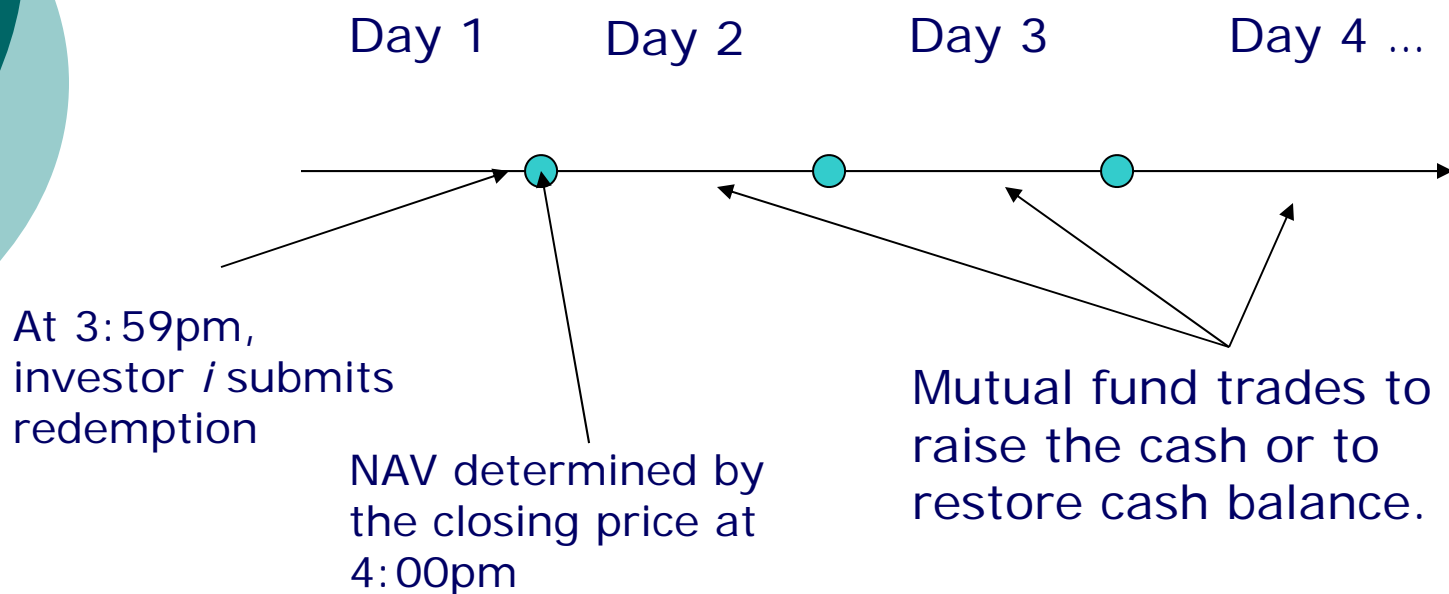 Day 1 Day 2 Day 3 Day 4 ...
At 3:59pm,
investor i submits
redemption
NAV determined by
the closing price at
4:00pm
Mutual fund trades to
raise the cash or to
restore cash balance.